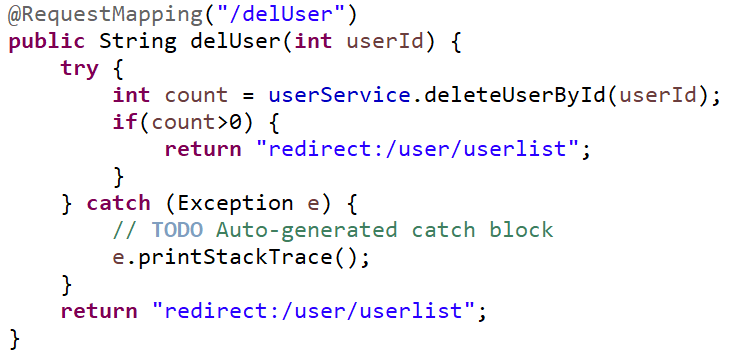 @RequestMapping("/delUser")
public String delUser(int userId) {
    try {
        int count = userService.deleteUserById(userId);
        if(count>0) {
            return "redirect:/user/userlist";
        }
    } catch (Exception e) {
        // TODO Auto-generated catch block
        e.printStackTrace();
    }
    return "redirect:/user/userlist";
}